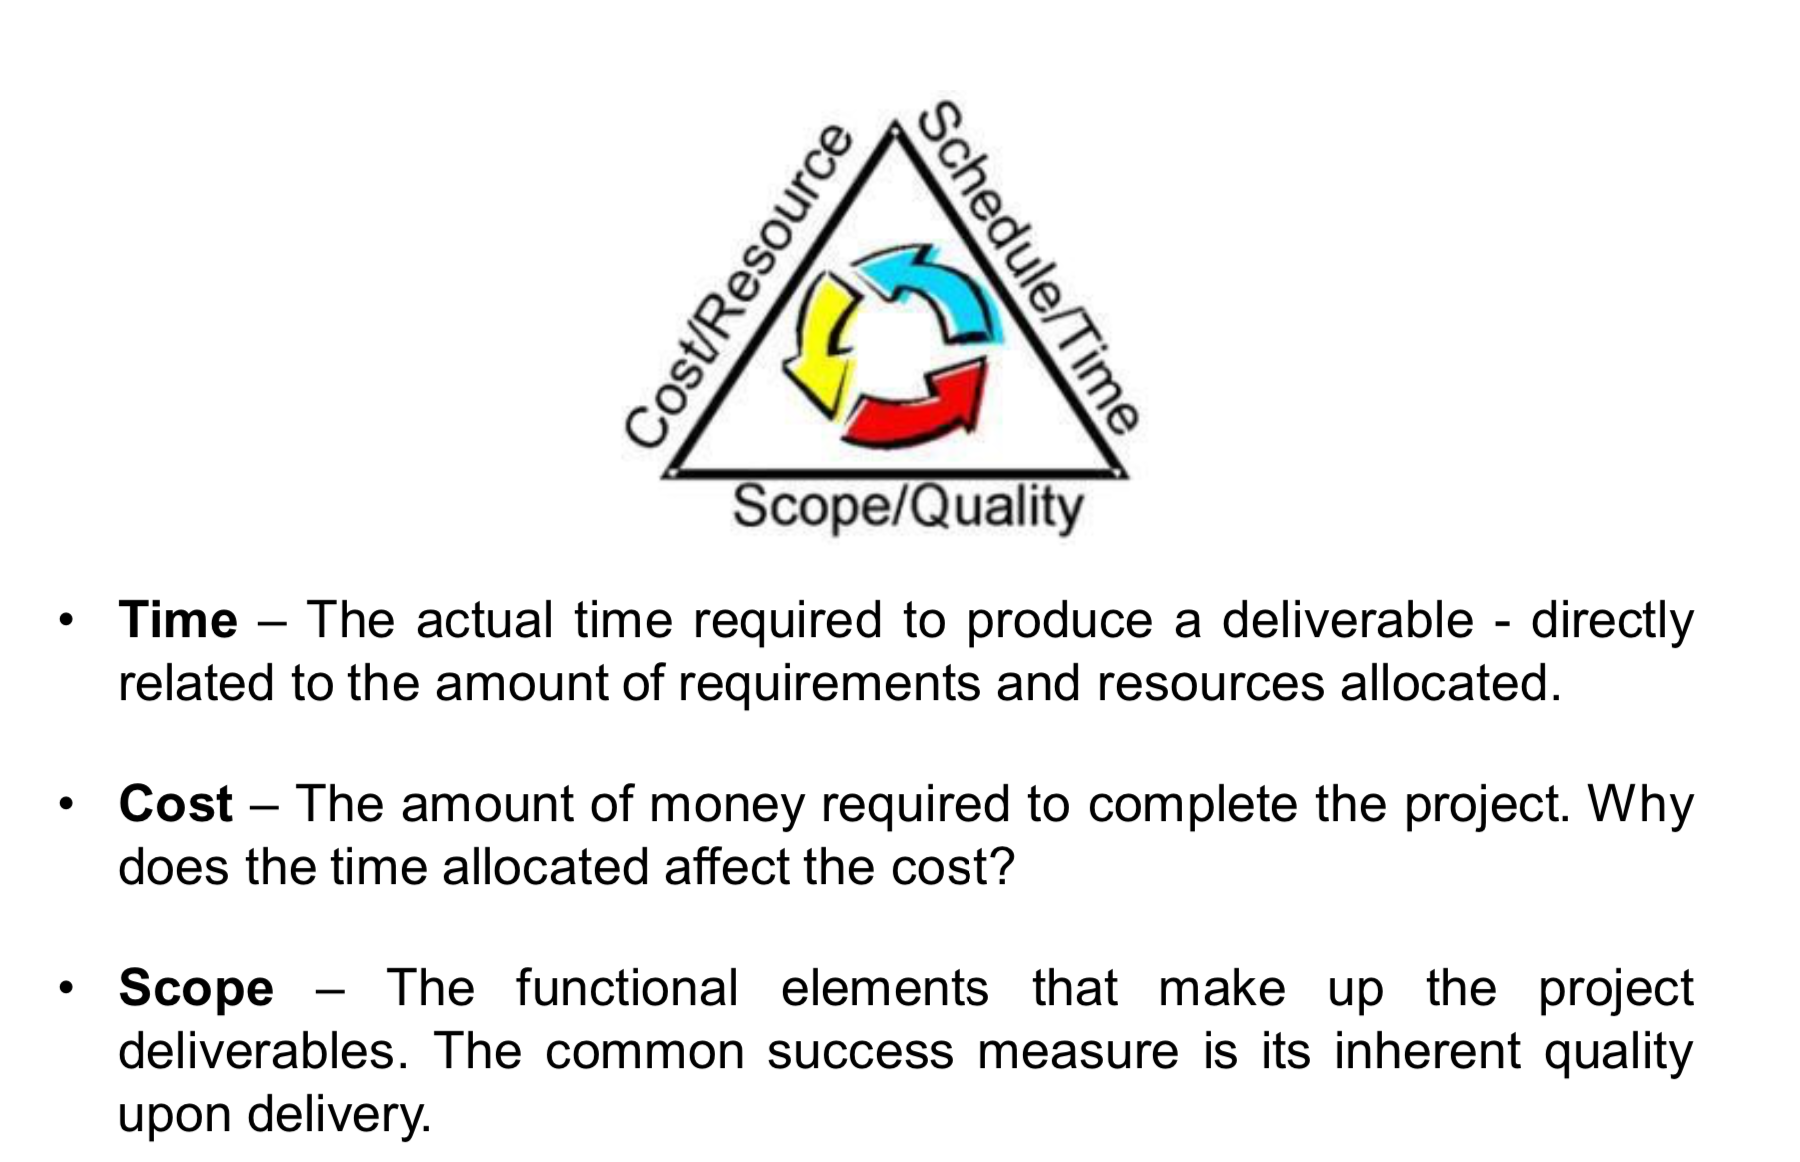 Cost/Resource
Schedule/Time
Scope/Quality
• Time – The actual time required to produce a deliverable - directly
related to the amount of requirements and resources allocated.
• Cost – The amount of money required to complete the project. Why
does the time allocated affect the cost?
• Scope – The functional elements that make up the project
deliverables. The common success measure is its inherent quality
upon delivery.